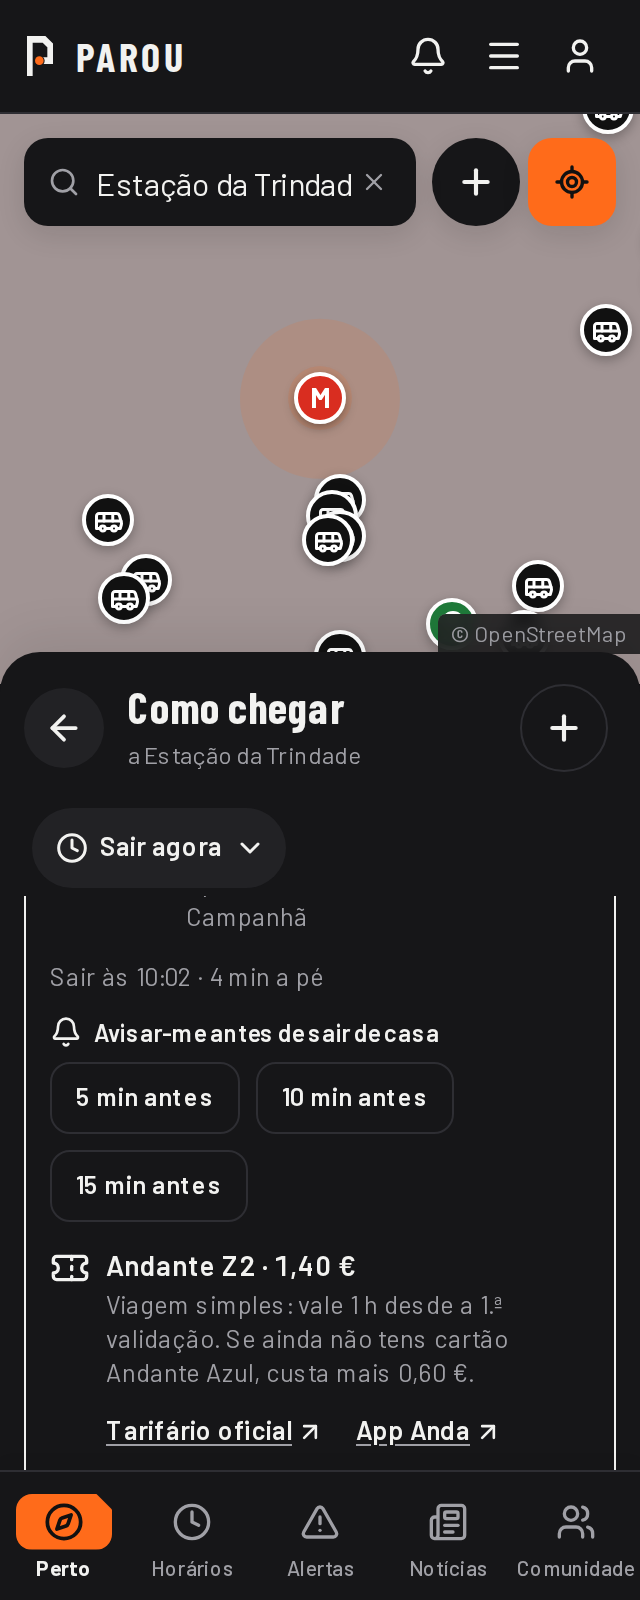 PAROU
Estação da Trindad
M
© OpenStreetMap
Como chegar
a Estação da Trindade
Sair agora
Campanhã
Sair às 10:02 · 4 min a pé
Avisar-me antes de sair de casa
5 min antes
10 min antes
15 min antes
Andante Z2 · 1,40 €
Viagem simples: vale 1 h desde a 1.ª
validação. Se ainda não tens cartão
Andante Azul, custa mais 0,60 €.
Tarifário oficial
App Anda
Perto
Horários
Alertas
Notícias
Comunidade